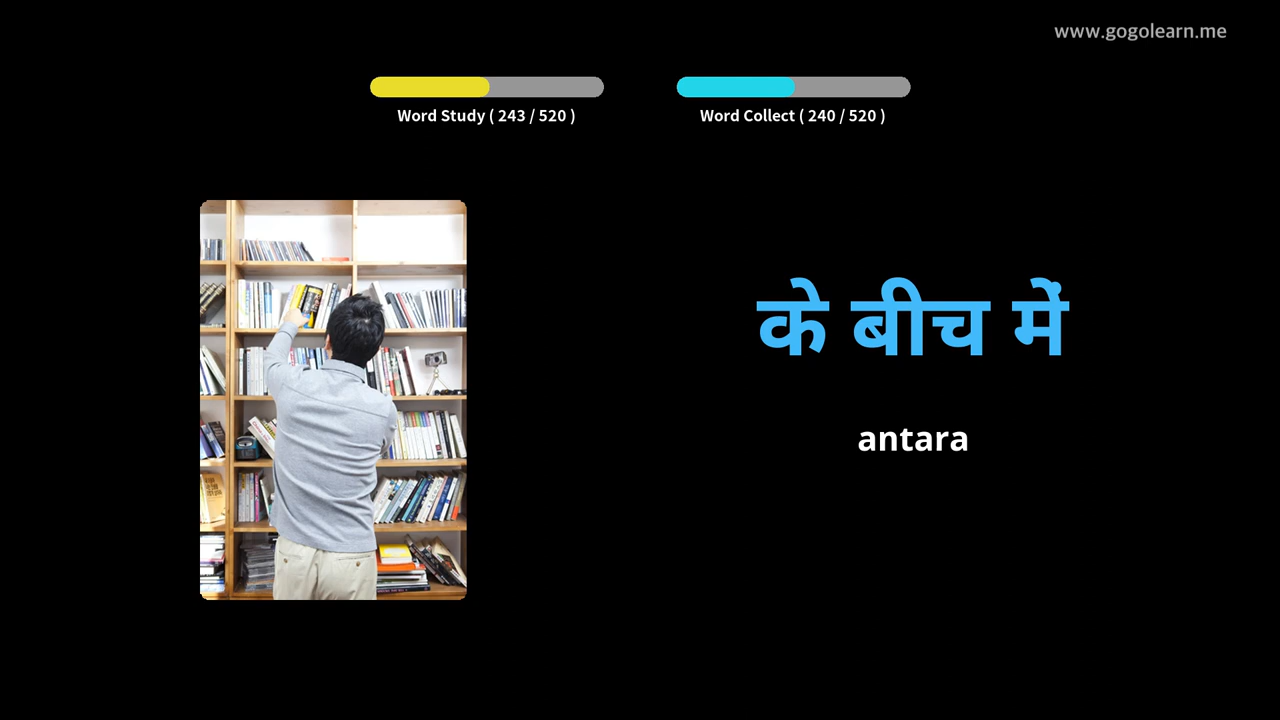 www.gogolearn.me
Word Study ( 243 / 520 )
Word Collect ( 240 / 520 )
के बीच में
antara